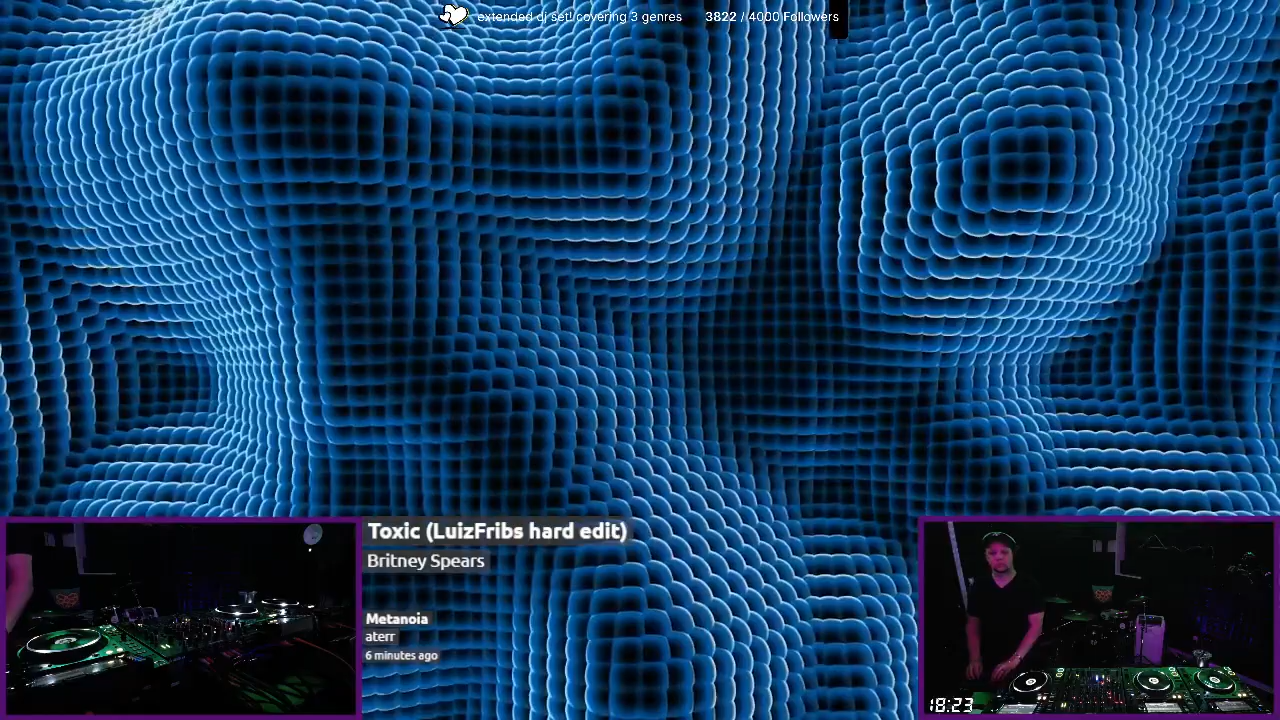 extended dj set!/covering 3 genres 3822 / 4000 Followers
Toxic (LuizFribs hard edit)
Britney Spears
Metanoia
aterr
6 minutes ago
18:23